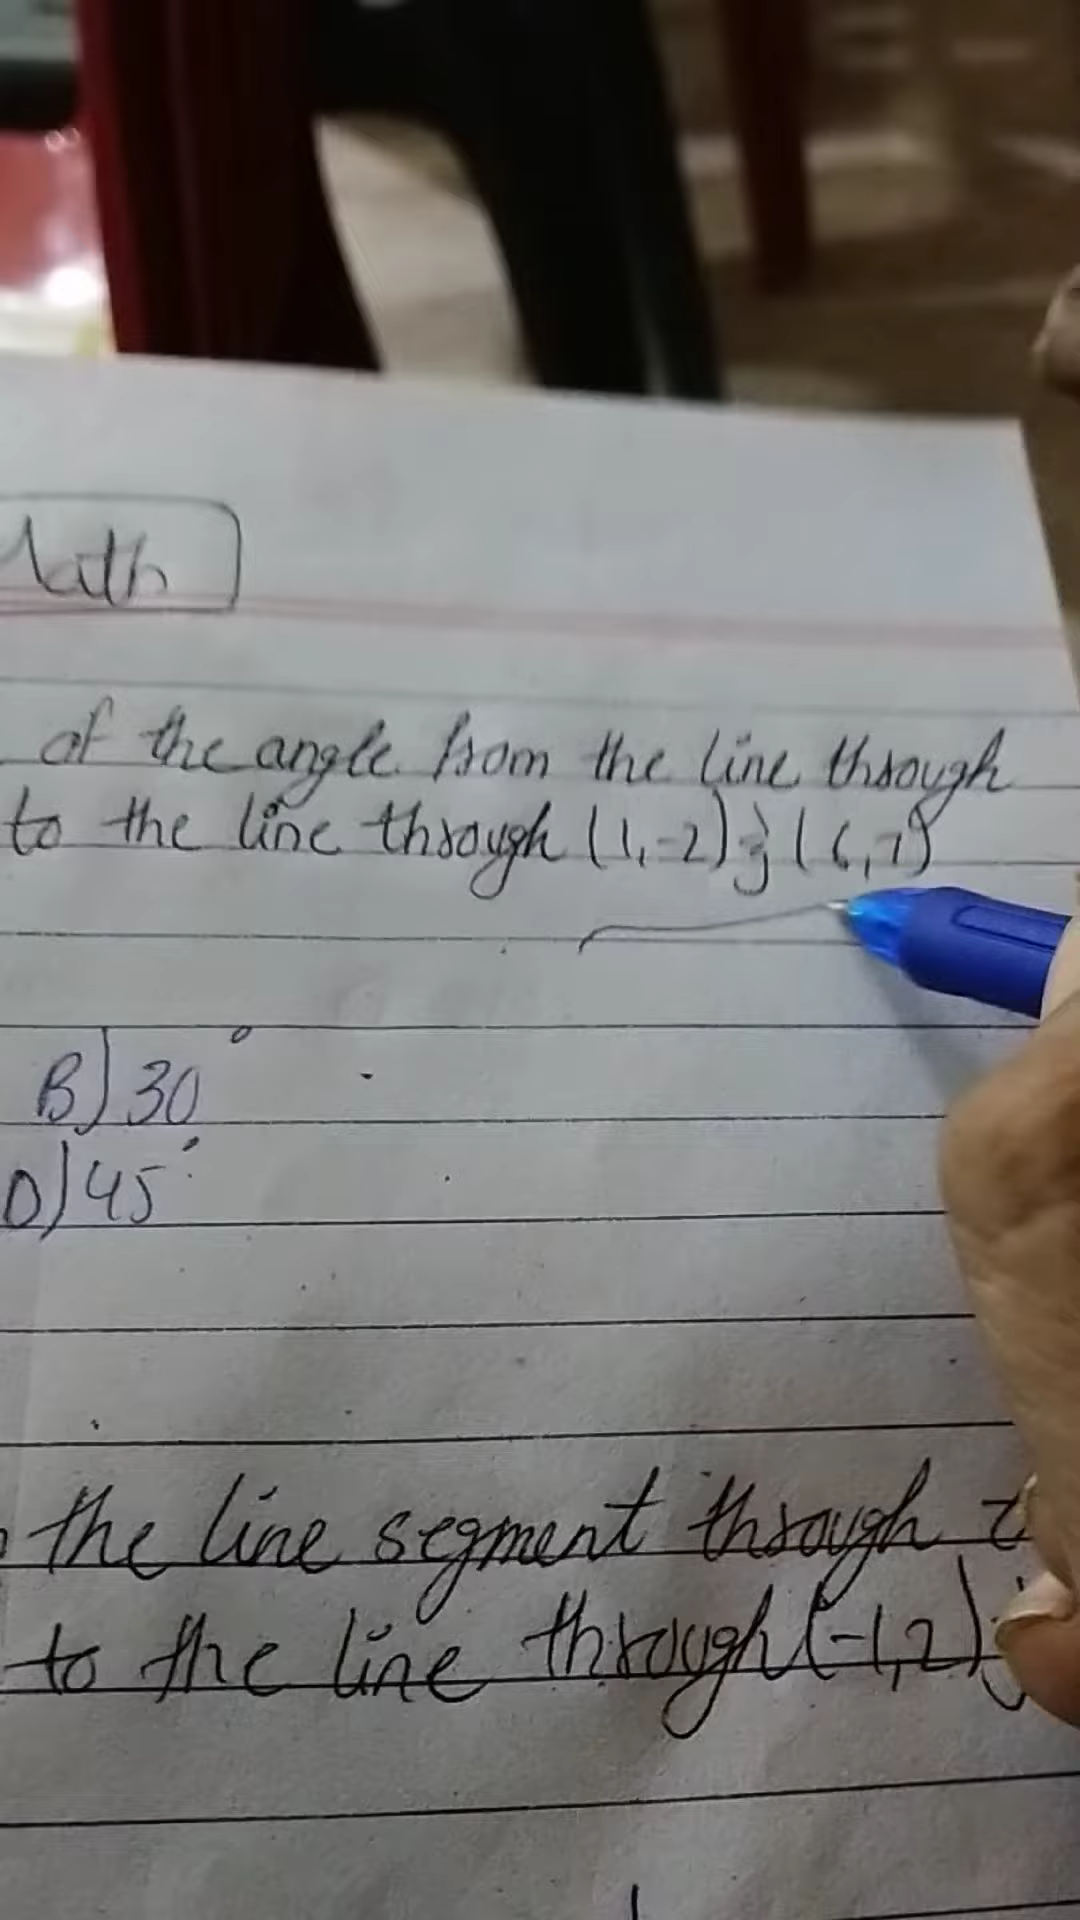 Math
of the angle from the line through
to the line through (1,-2) ; (6,7)
B) 30°
D) 45°
the line segment through
to the line through (-1,2) ;